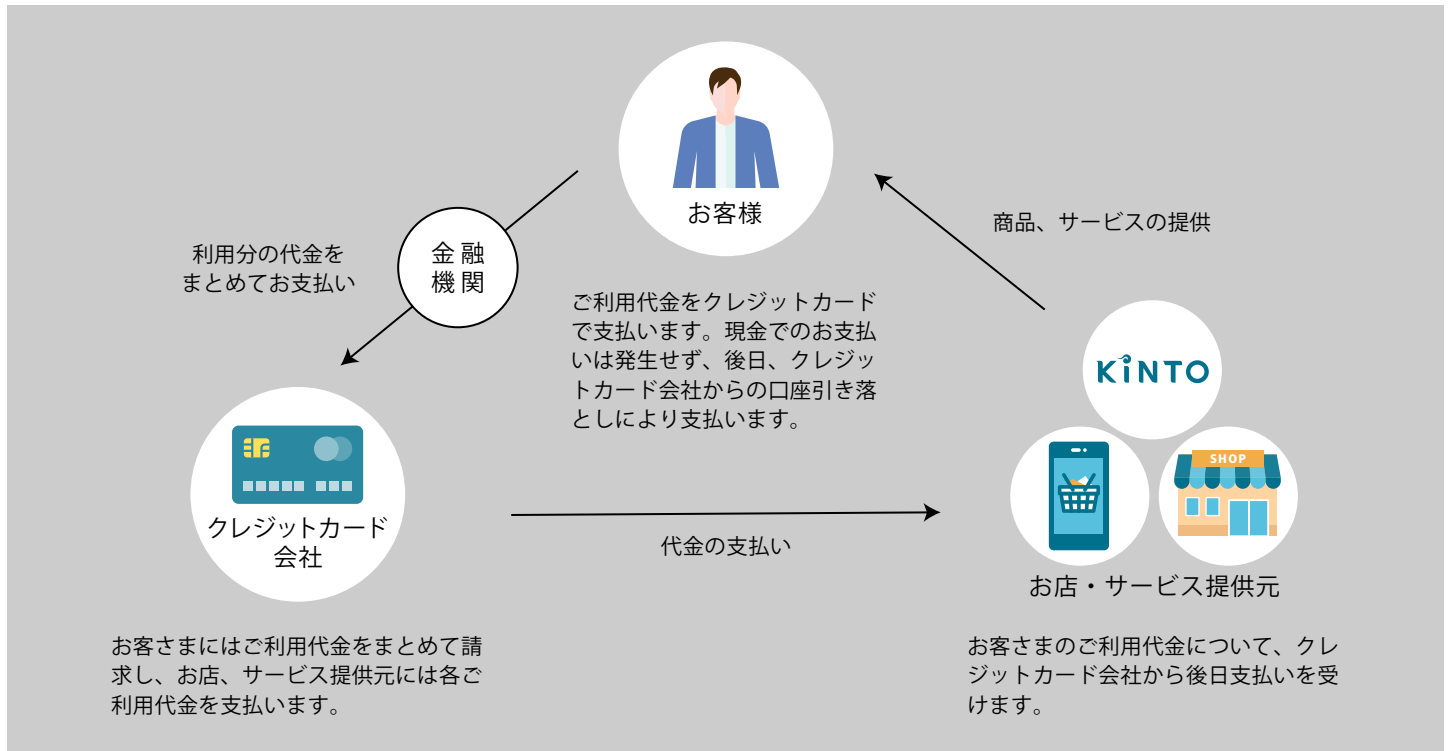 お客様
商品、サービスの提供
利用分の代金を
まとめてお支払い
金融
機関
ご利用代金をクレジットカード
で支払います。現金でのお支払
いは発生せず、後日、クレジッ
トカード会社からの口座引き落
としにより支払います。
KiNTO
SHOP
クレジットカード
会社
代金の支払い
お店・サービス提供元
お客さまにはご利用代金をまとめて請
求し、お店、サービス提供元には各ご
利用代金を支払います。
お客さまのご利用代金について、クレ
ジットカード会社から後日支払いを受
けます。